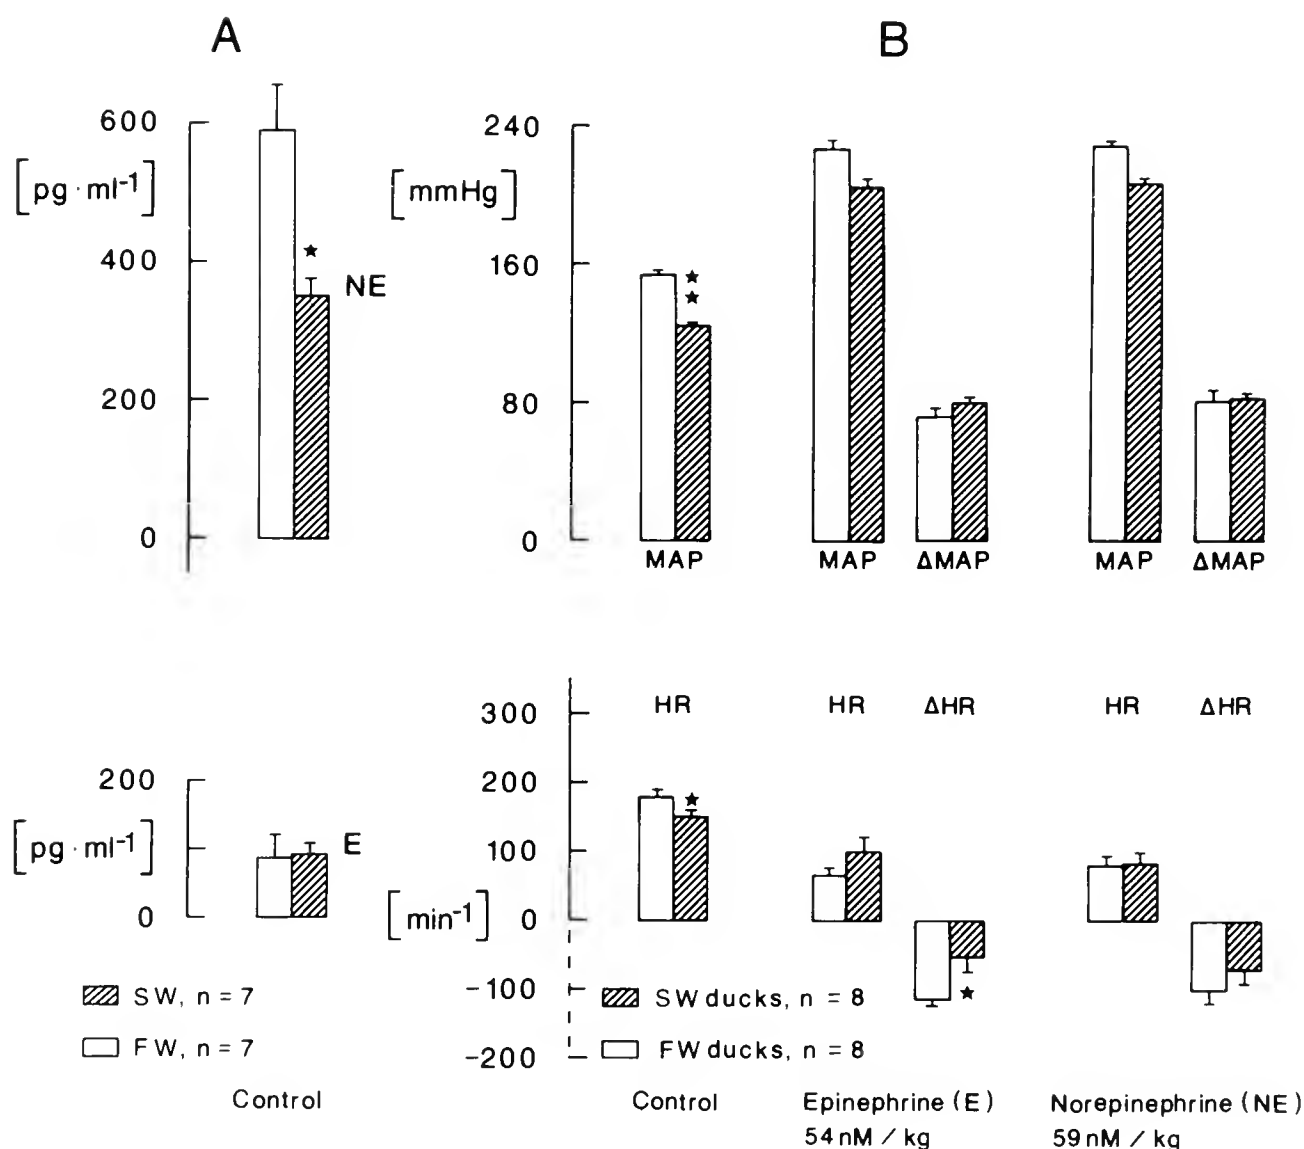 A
B
600
400
200
0
[pg · ml⁻¹]
★
NE
240
160
80
0
[mmHg]
★
★
MAP
MAP
ΔMAP
MAP
ΔMAP
200
0
[pg · ml⁻¹]
E
300
200
100
0
−100
−200
[min⁻¹]
HR
HR
ΔHR
HR
ΔHR
★
★
SW, n = 7
FW, n = 7
SW ducks, n = 8
FW ducks, n = 8
Control
Control
Epinephrine (E)
54 nM / kg
Norepinephrine (NE)
59 nM / kg